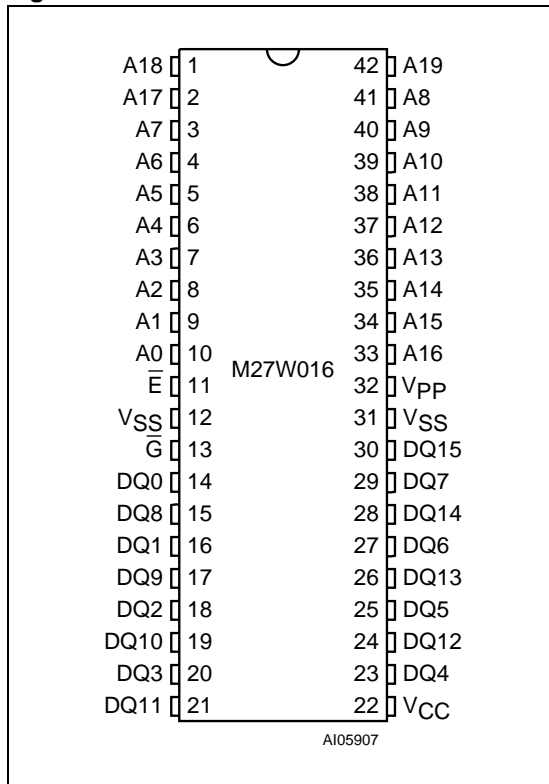 A18 1 42 A19
A17 2 41 A8
A7 3 40 A9
A6 4 39 A10
A5 5 38 A11
A4 6 37 A12
A3 7 36 A13
A2 8 35 A14
A1 9 34 A15
A0 10 33 A16
M27W016
E̅ 11 32 VPP
VSS 12 31 VSS
G̅ 13 30 DQ15
DQ0 14 29 DQ7
DQ8 15 28 DQ14
DQ1 16 27 DQ6
DQ9 17 26 DQ13
DQ2 18 25 DQ5
DQ10 19 24 DQ12
DQ3 20 23 DQ4
DQ11 21 22 VCC
AI05907